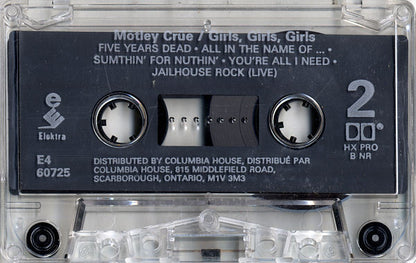 Motley Crue / Girls, Girls, Girls
FIVE YEARS DEAD • ALL IN THE NAME OF ... •
SUMTHIN' FOR NUTHIN' • YOU'RE ALL I NEED •
JAILHOUSE ROCK (LIVE)
2
Elektra
HX PRO
B NR
E4
60725
DISTRIBUTED BY COLUMBIA HOUSE, DISTRIBUÉ PAR
COLUMBIA HOUSE, 815 MIDDLEFIELD ROAD,
SCARBOROUGH, ONTARIO, M1V 3M3